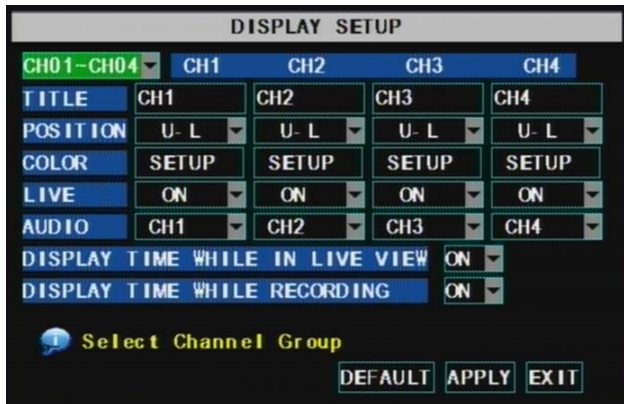 DISPLAY SETUP
CH01~CH04 CH1 CH2 CH3 CH4
TITLE CH1 CH2 CH3 CH4
POSITION U-L U-L U-L U-L
COLOR SETUP SETUP SETUP SETUP
LIVE ON ON ON ON
AUDIO CH1 CH2 CH3 CH4
DISPLAY TIME WHILE IN LIVE VIEW ON
DISPLAY TIME WHILE RECORDING ON
Select Channel Group
DEFAULT APPLY EXIT